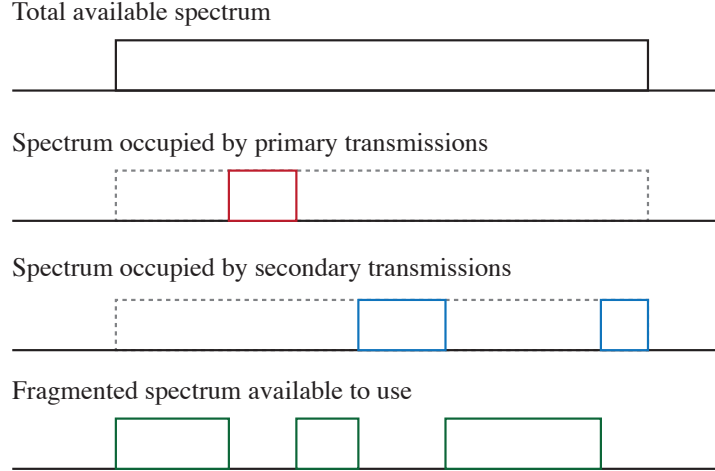 Total available spectrum
Spectrum occupied by primary transmissions
Spectrum occupied by secondary transmissions
Fragmented spectrum available to use